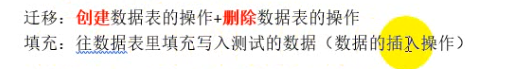 迁移：创建数据表的操作+删除数据表的操作
填充：往数据表里填充写入测试的数据（数据的插入操作）